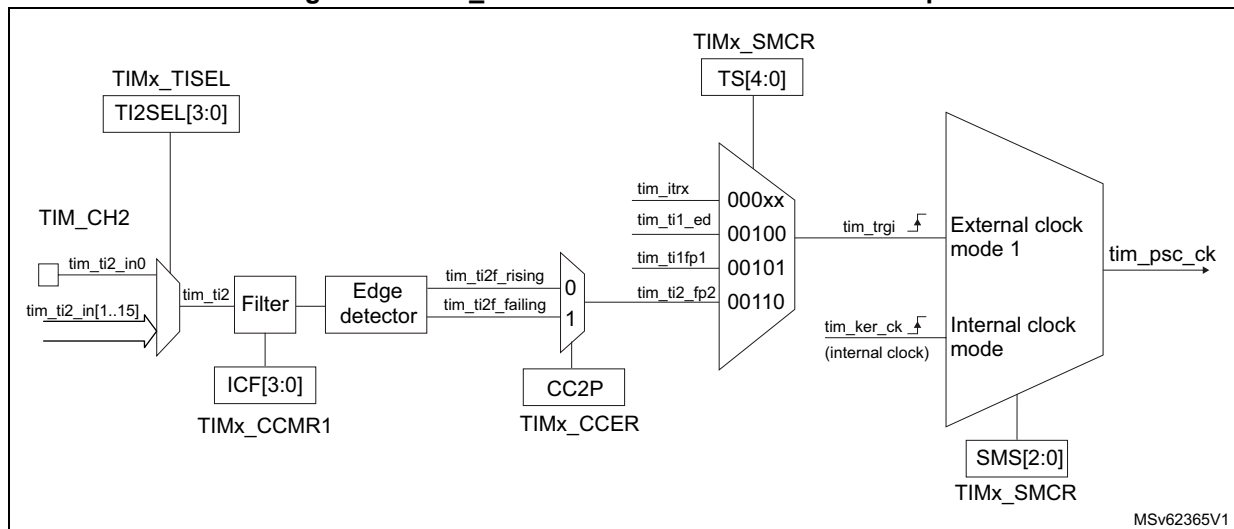 TIMx_SMCR
TS[4:0]
TIMx_TISEL
TI2SEL[3:0]
TIM_CH2
tim_ti2_in0
tim_ti2_in[1..15]
tim_ti2
Filter
ICF[3:0]
TIMx_CCMR1
Edge
detector
tim_ti2f_rising
tim_ti2f_failing
0
1
CC2P
TIMx_CCER
tim_itrx
tim_ti1_ed
tim_ti1fp1
tim_ti2_fp2
000xx
00100
00101
00110
tim_trgi
External clock
mode 1
tim_ker_ck
(internal clock)
Internal clock
mode
tim_psc_ck
SMS[2:0]
TIMx_SMCR
MSv62365V1